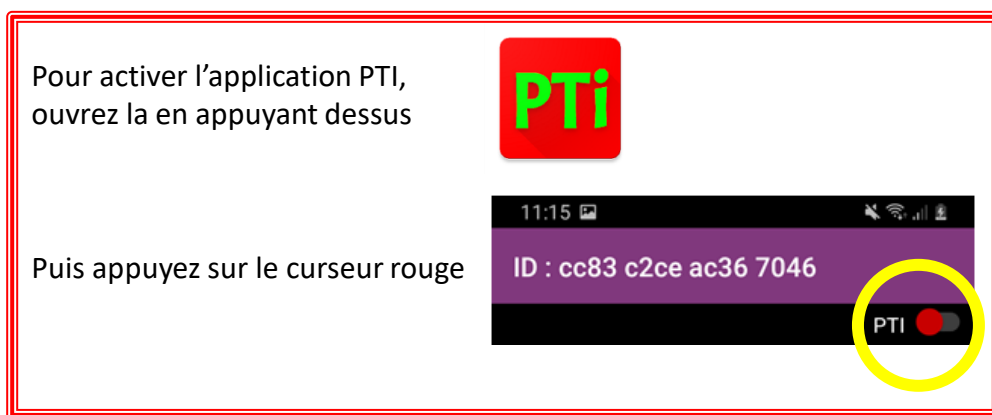 Pour activer l’application PTI,
ouvrez la en appuyant dessus
PTi
11:15
Puis appuyez sur le curseur rouge
ID : cc83 c2ce ac36 7046
PTI